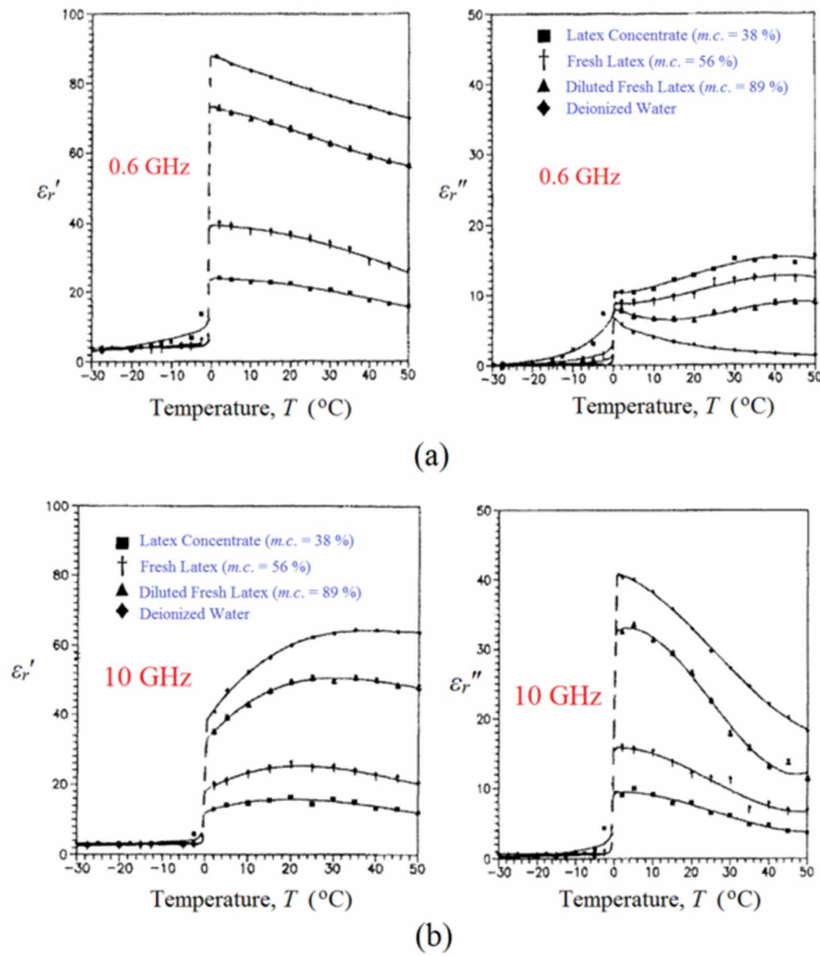 100
80
60
40
20
0
εr′
0.6 GHz
-30 -20 -10 0 10 20 30 40 50
Temperature, T (°C)
50
40
30
20
10
0
εr″
Latex Concentrate (m.c. = 38 %)
Fresh Latex (m.c. = 56 %)
Diluted Fresh Latex (m.c. = 89 %)
Deionized Water
0.6 GHz
-30 -20 -10 0 10 20 30 40 50
Temperature, T (°C)
(a)
100
80
60
40
20
0
εr′
Latex Concentrate (m.c. = 38 %)
Fresh Latex (m.c. = 56 %)
Diluted Fresh Latex (m.c. = 89 %)
Deionized Water
10 GHz
-30 -20 -10 0 10 20 30 40 50
Temperature, T (°C)
50
40
30
20
10
0
εr″
10 GHz
-30 -20 -10 0 10 20 30 40 50
Temperature, T (°C)
(b)